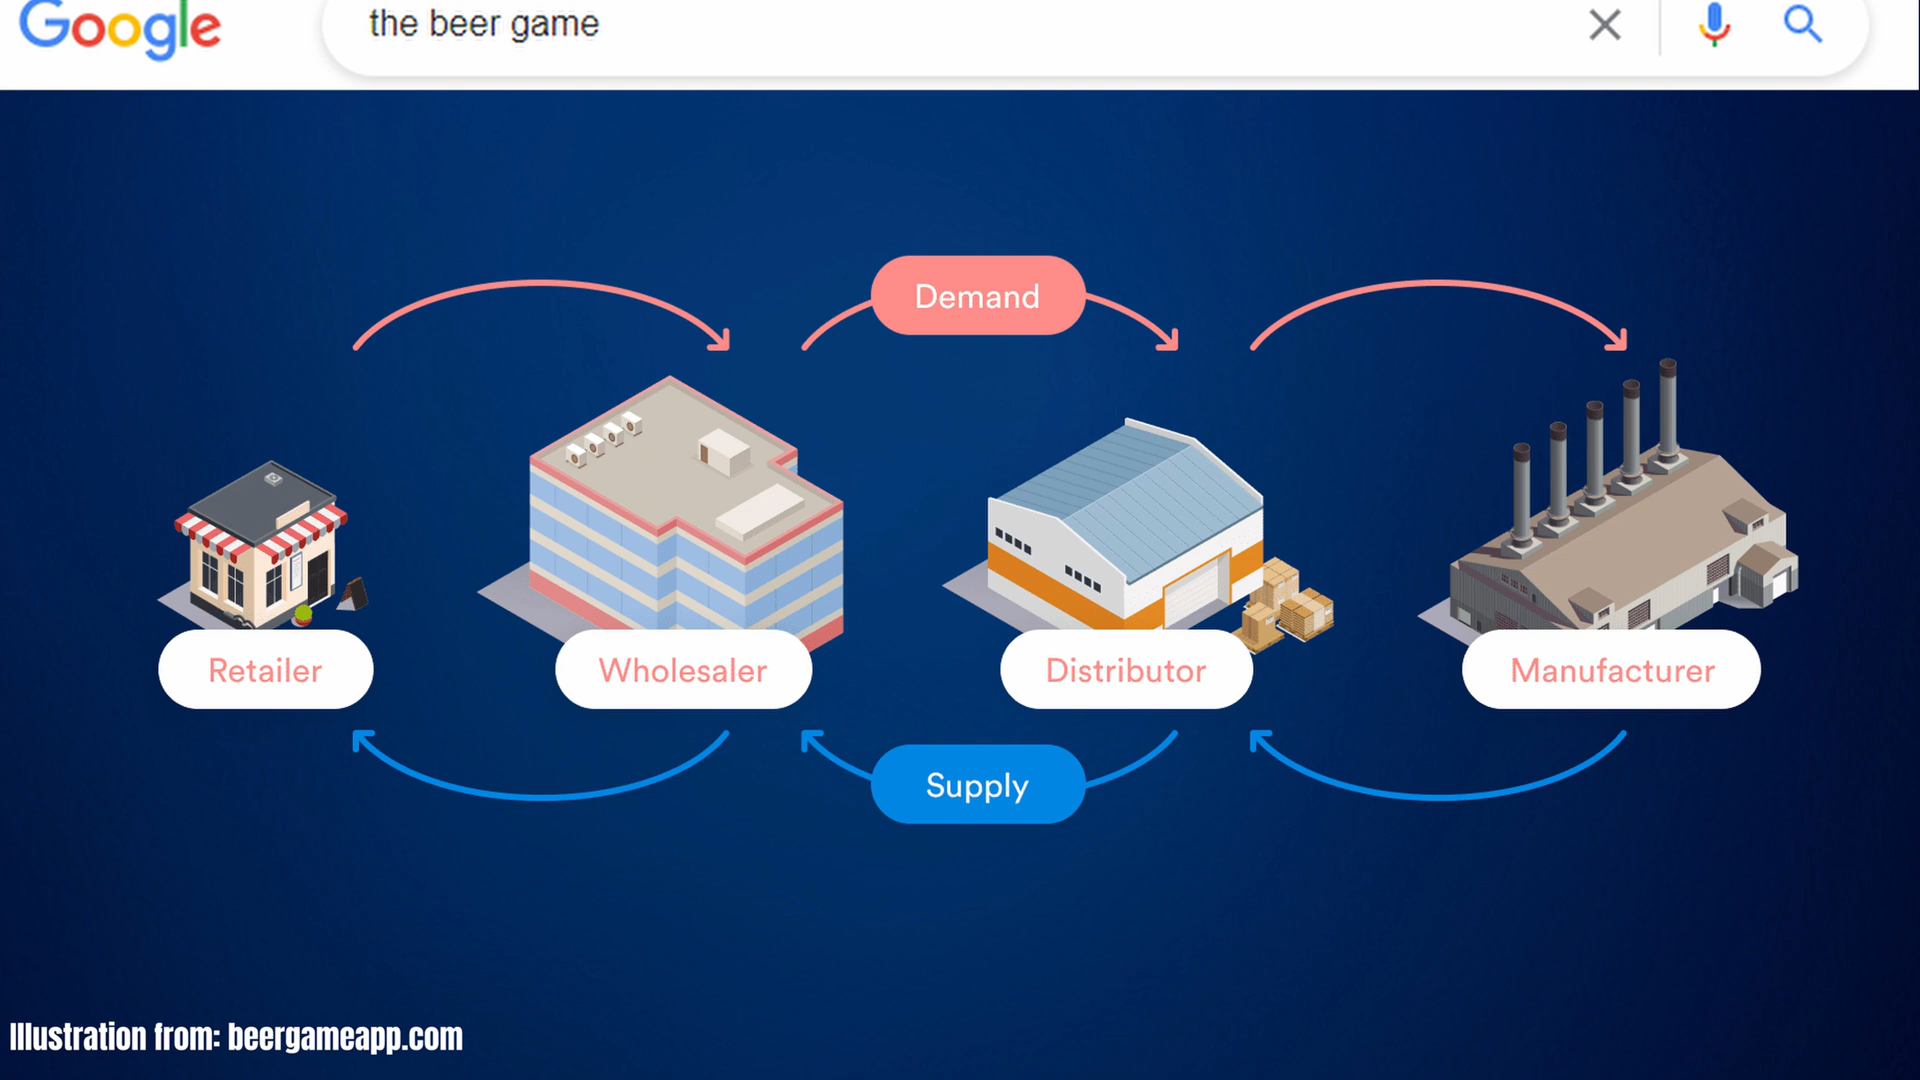 Google
the beer game
Demand
Retailer
Wholesaler
Distributor
Manufacturer
Supply
Illustration from: beergameapp.com